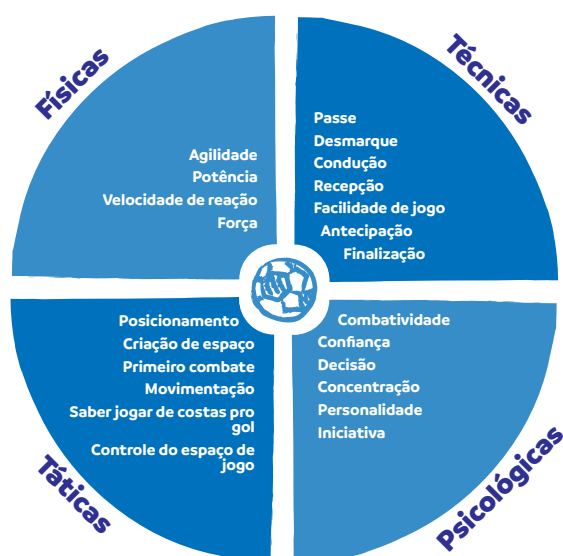 Físicas
Agilidade
Potência
Velocidade de reação
Força
Técnicas
Passe
Desmarque
Condução
Recepção
Facilidade de jogo
Antecipação
Finalização
Posicionamento
Criação de espaço
Primeiro combate
Movimentação
Saber jogar de costas pro
gol
Controle do espaço de
jogo
Táticas
Combatividade
Confiança
Decisão
Concentração
Personalidade
Iniciativa
Psicológicas